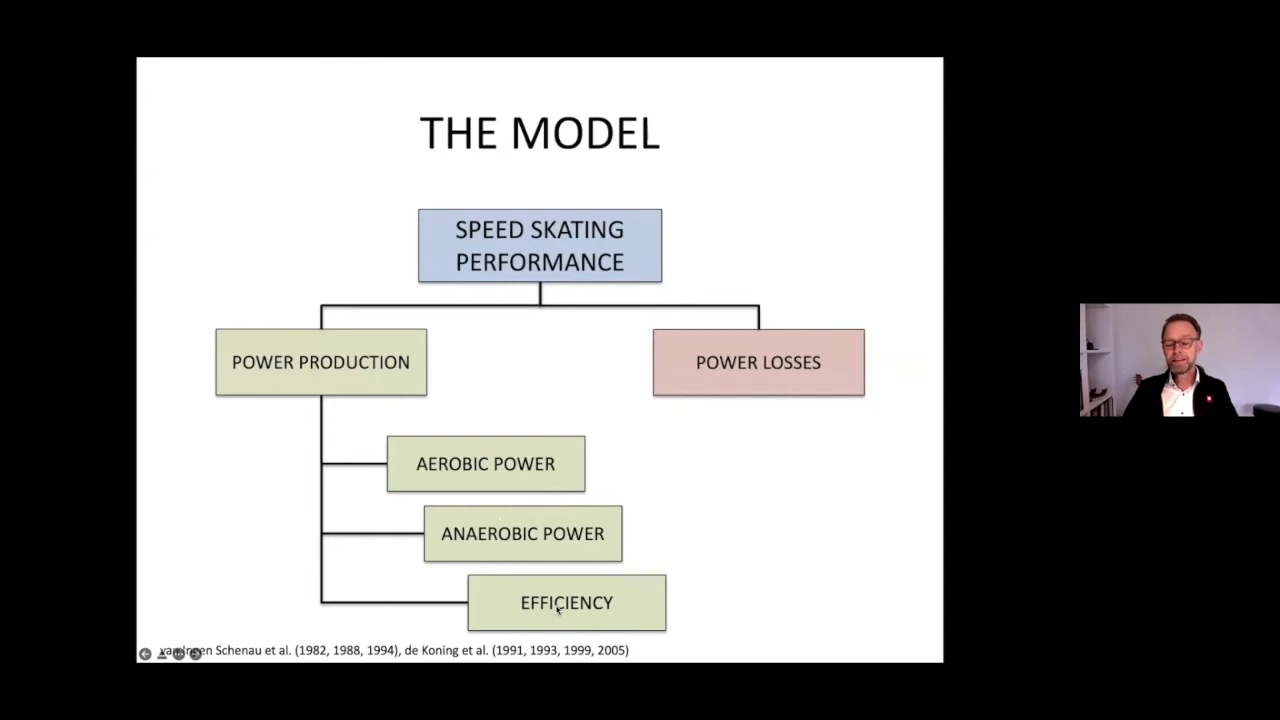 THE MODEL
SPEED SKATING
PERFORMANCE
POWER PRODUCTION
POWER LOSSES
AEROBIC POWER
ANAEROBIC POWER
EFFICIENCY
van Ingen Schenau et al. (1982, 1988, 1994), de Koning et al. (1991, 1993, 1999, 2005)